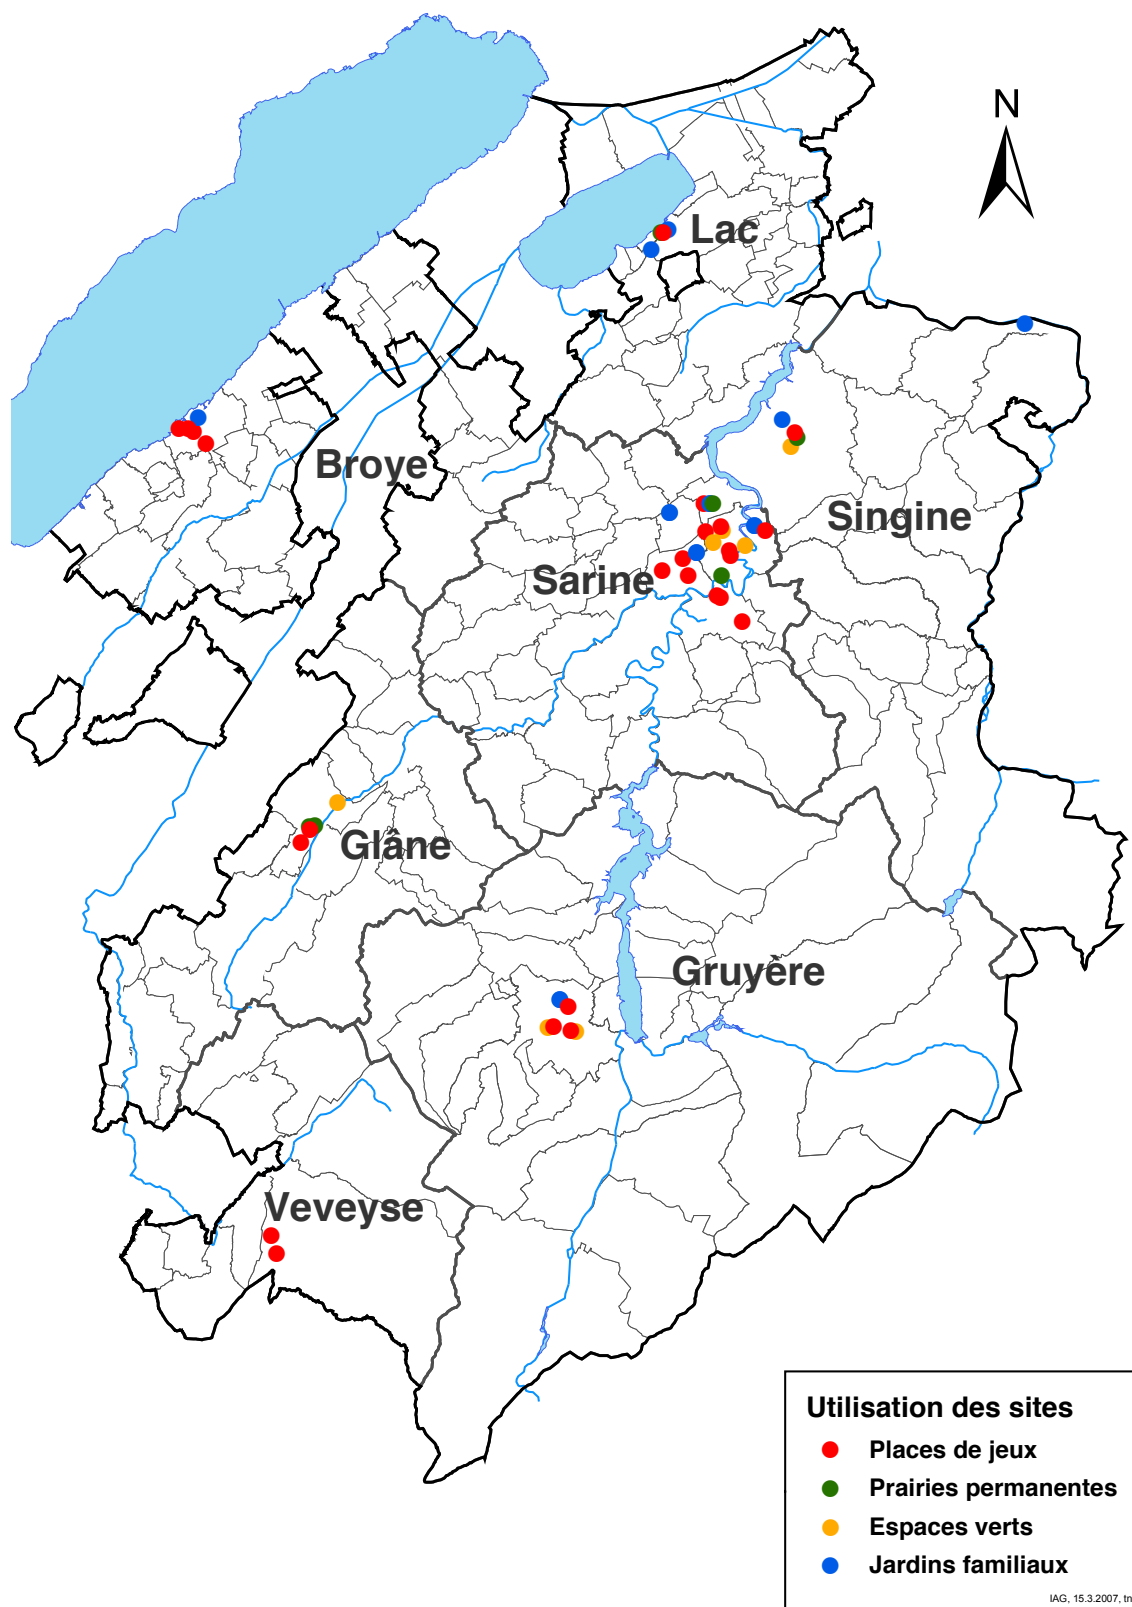 N
Lac
Broye
Singine
Sarine
Glâne
Gruyère
Veveyse
Utilisation des sites
Places de jeux
Prairies permanentes
Espaces verts
Jardins familiaux
IAG, 15.3.2007, tn